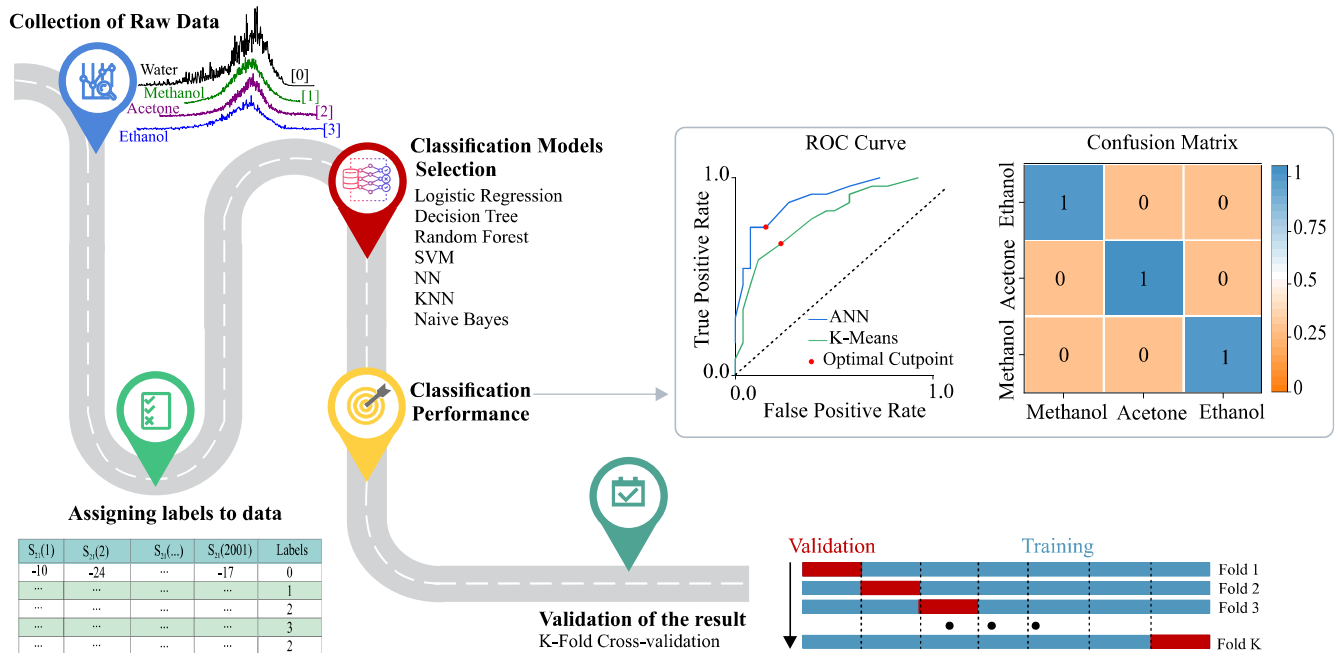 Collection of Raw Data
Water
[0]
Methanol
[1]
Acetone
[2]
Ethanol
[3]
Classification Models
Selection
Logistic Regression
Decision Tree
Random Forest
SVM
NN
KNN
Naive Bayes
Classification
Performance
ROC Curve
True Positive Rate
1.0
0.0
0.0
1.0
False Positive Rate
ANN
K-Means
Optimal Cutpoint
Confusion Matrix
Ethanol
Acetone
Methanol
1 0 0
0 1 0
0 0 1
Methanol Acetone Ethanol
1
0.75
0.5
0.25
0
Assigning labels to data
S21(1) S21(2) S21(...) S21(2001) Labels
-10 -24 ... -17 0
... ... ... ... 1
... ... ... ... 2
... ... ... ... 3
... ... ... ... 2
Validation of the result
K-Fold Cross-validation
Validation Training
Fold 1
Fold 2
Fold 3
Fold K